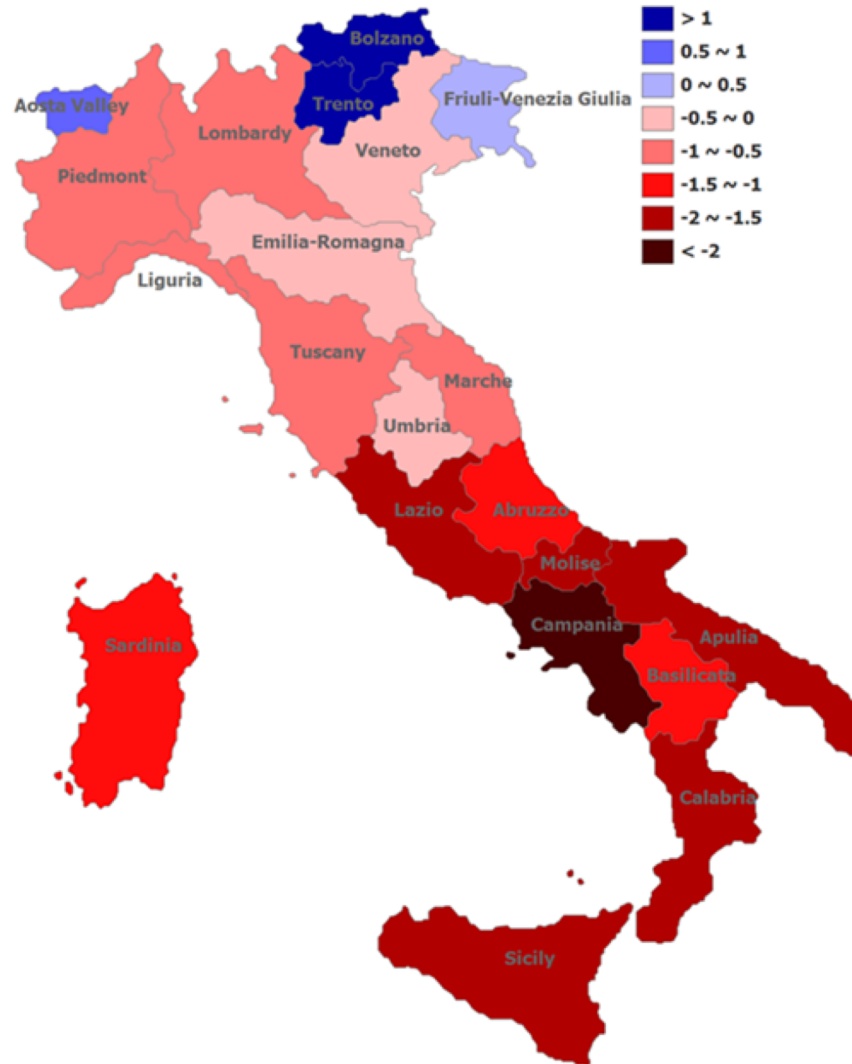 > 1
Bolzano
0.5 ~ 1
Aosta Valley
Trento
Friuli-Venezia Giulia
0 ~ 0.5
Lombardy
-0.5 ~ 0
Veneto
-1 ~ -0.5
Piedmont
-1.5 ~ -1
-2 ~ -1.5
Emilia-Romagna
< -2
Liguria
Tuscany
Marche
Umbria
Lazio
Abruzzo
Molise
Campania
Apulia
Sardinia
Basilicata
Calabria
Sicily